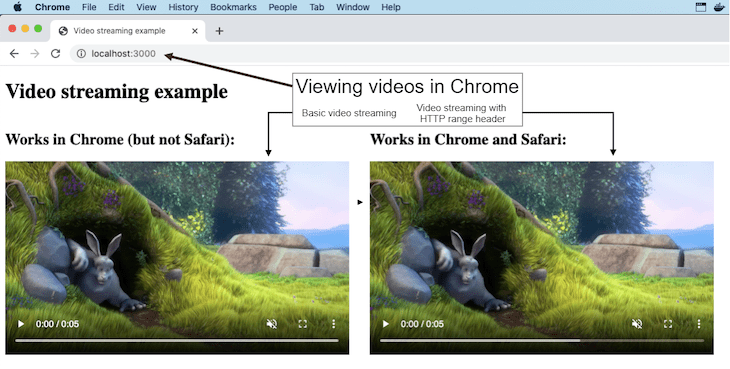 Chrome File Edit View History Bookmarks People Tab Window Help
Video streaming example
localhost:3000
Viewing videos in Chrome
Basic video streaming
Video streaming with
HTTP range header
Video streaming example
Works in Chrome (but not Safari):
Works in Chrome and Safari:
0:00 / 0:05
0:00 / 0:05